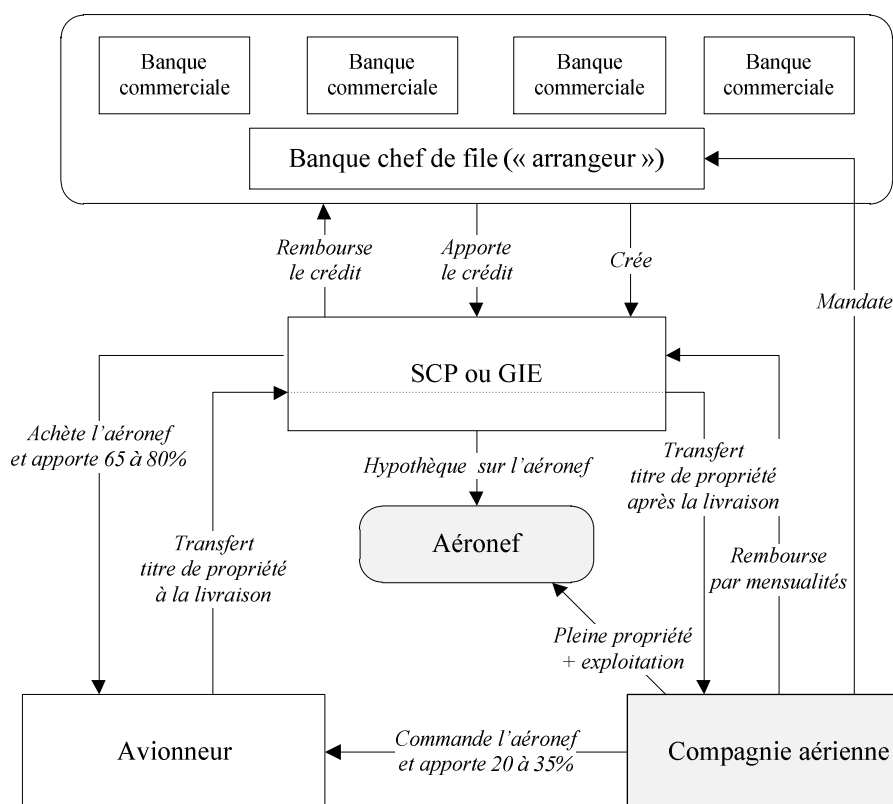 Banque
commerciale
Banque
commerciale
Banque
commerciale
Banque
commerciale
Banque chef de file (« arrangeur »)
Rembourse
le crédit
Apporte
le crédit
Crée
Mandate
SCP ou GIE
Achète l’aéronef
et apporte 65 à 80%
Hypothèque sur l’aéronef
Transfert
titre de propriété
après la livraison
Aéronef
Transfert
titre de propriété
à la livraison
Rembourse
par mensualités
Pleine propriété
+ exploitation
Avionneur
Commande l’aéronef
et apporte 20 à 35%
Compagnie aérienne